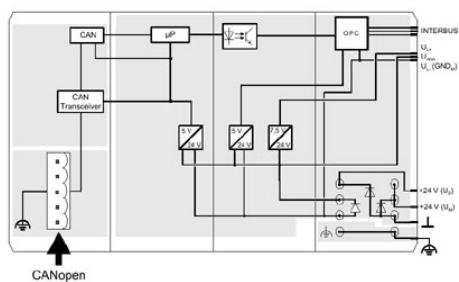 CAN
µP
OPC
INTERBUS
U_L+
U_ANA
U_L- (GND_M)
CAN
Transceiver
5 V
24 V
5 V
24 V
7,5 V
24 V
+24 V (U_S)
+24 V (U_M)
CANopen